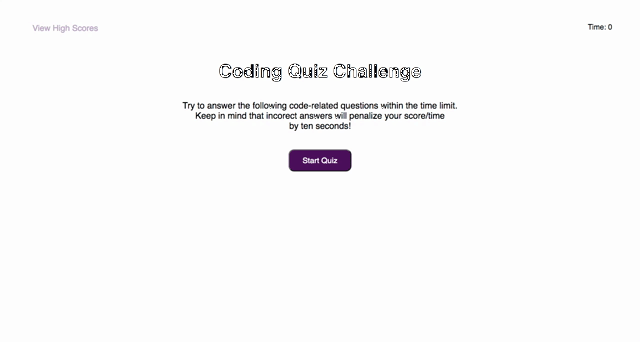 View High Scores
Time: 0
Coding Quiz Challenge
Try to answer the following code-related questions within the time limit.
Keep in mind that incorect answers will penalize your score/time
by ten seconds!
Start Quiz